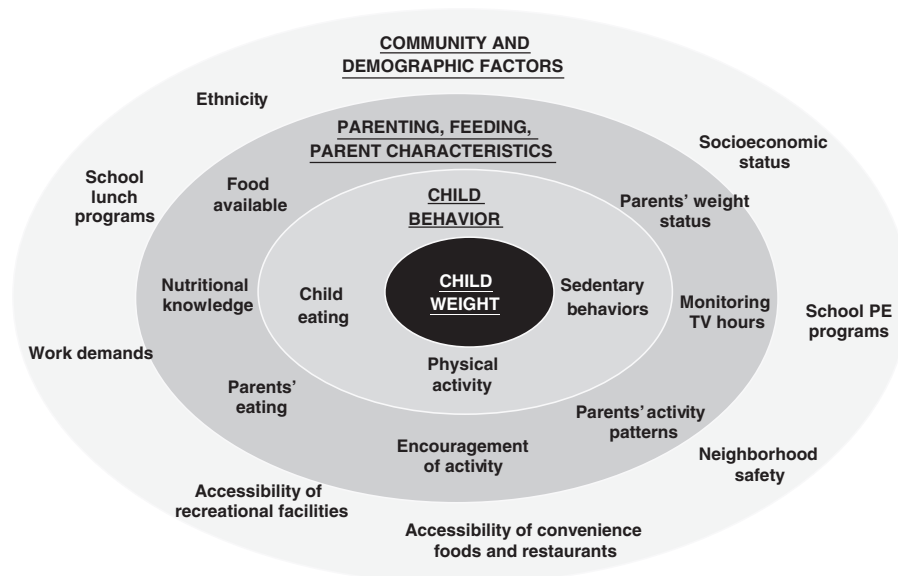 COMMUNITY AND
DEMOGRAPHIC FACTORS
Ethnicity
PARENTING, FEEDING,
PARENT CHARACTERISTICS
Socioeconomic
status
School
lunch
programs
Food
available
CHILD
BEHAVIOR
Parents' weight
status
Nutritional
knowledge
Child
eating
CHILD
WEIGHT
Sedentary
behaviors
Monitoring
TV hours
School PE
programs
Work demands
Physical
activity
Parents'
eating
Parents' activity
patterns
Encouragement
of activity
Neighborhood
safety
Accessibility of
recreational facilities
Accessibility of convenience
foods and restaurants